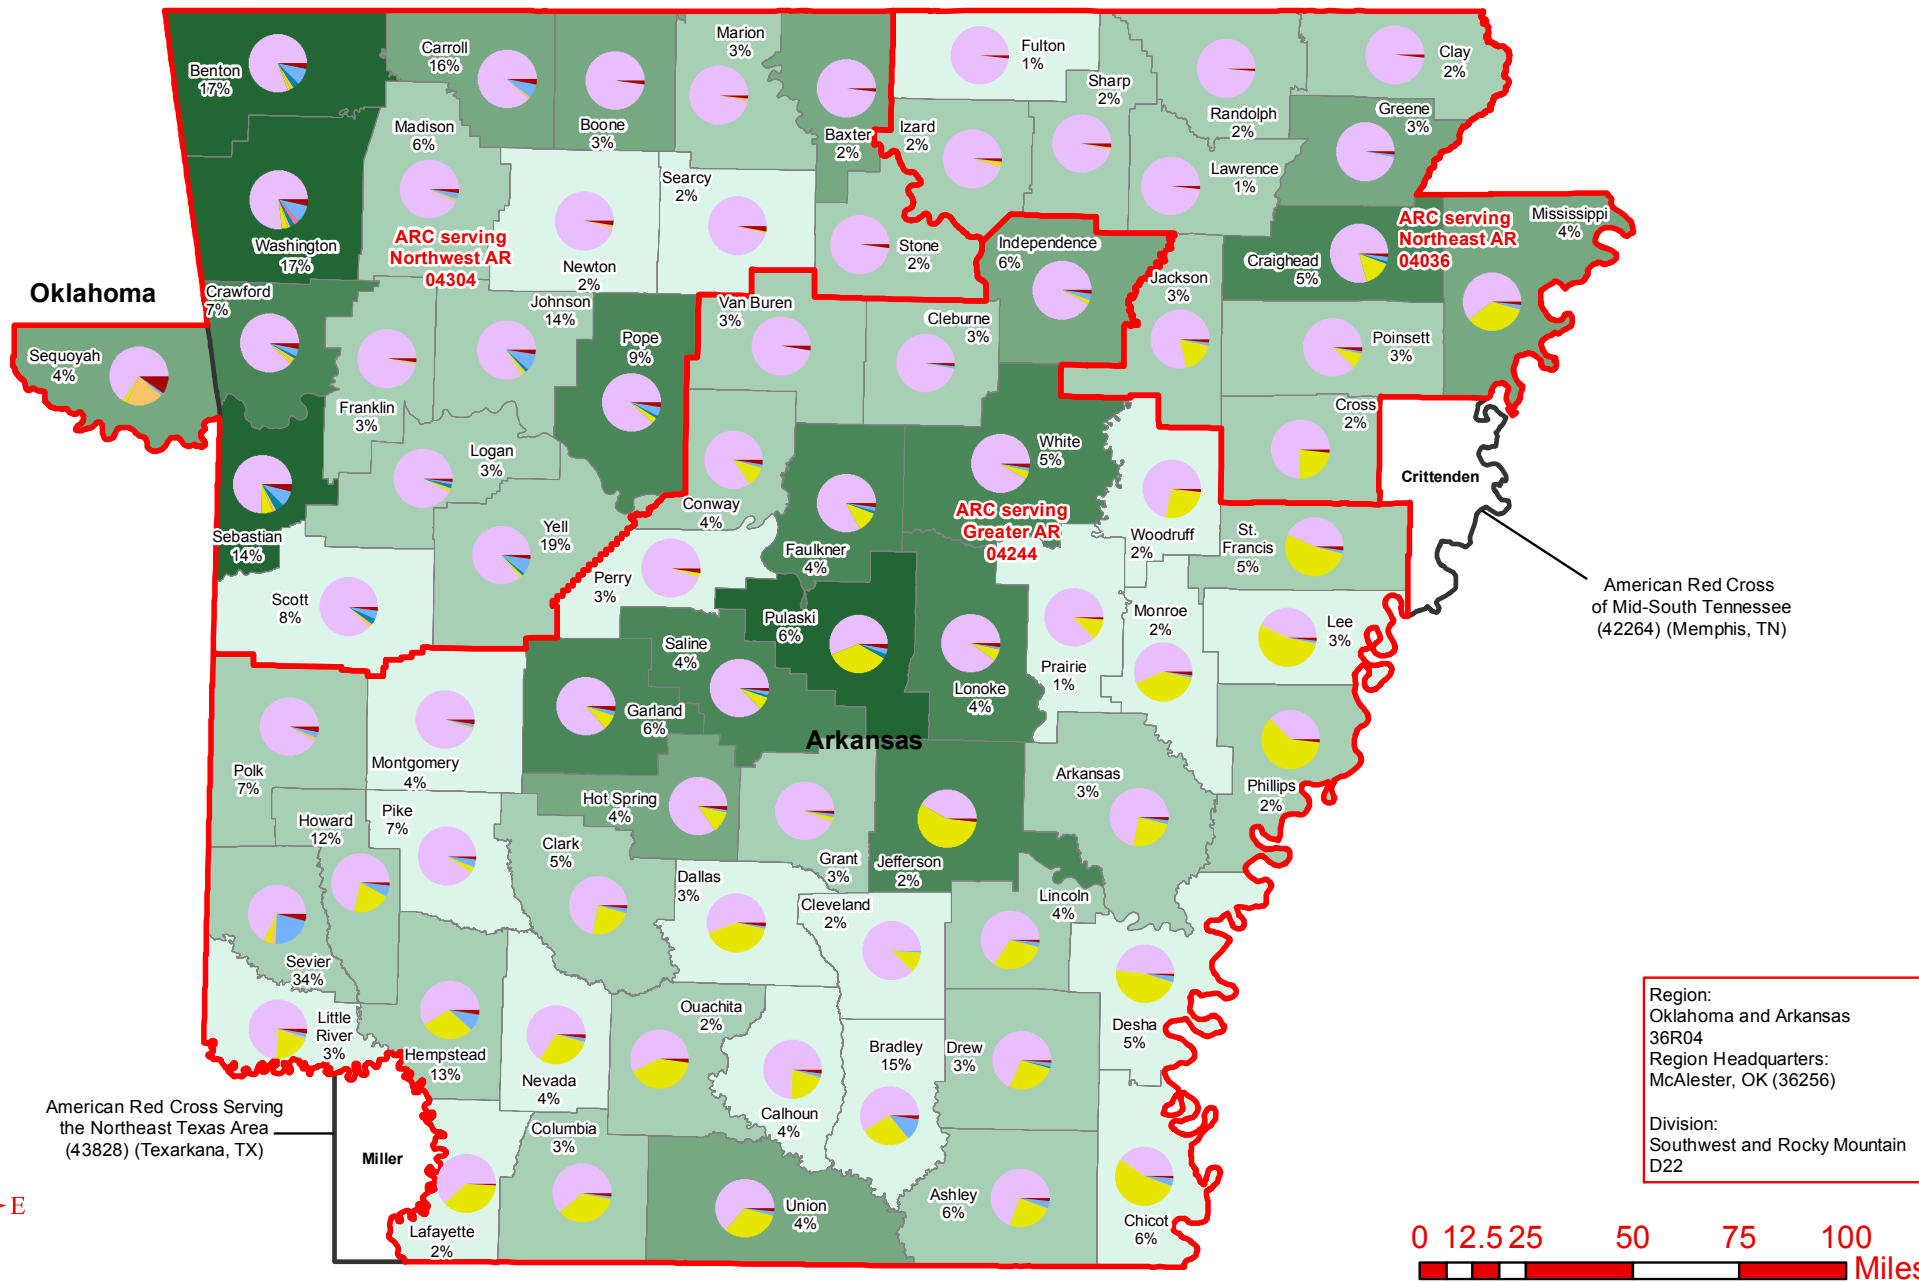 Benton
17%
Carroll
16%
Marion
3%
Fulton
1%
Clay
2%
Sharp
2%
Randolph
2%
Greene
3%
Madison
6%
Boone
3%
Baxter
2%
Izard
2%
Lawrence
1%
Searcy
2%
Washington
17%
ARC serving
Northwest AR
04304
Newton
2%
Stone
2%
Independence
6%
Craighead
5%
ARC serving
Northeast AR
04036
Mississippi
4%
Oklahoma
Crawford
7%
Johnson
14%
Van Buren
3%
Cleburne
3%
Jackson
3%
Sequoyah
4%
Pope
9%
Poinsett
3%
Franklin
3%
Cross
2%
Logan
3%
White
5%
Crittenden
Conway
4%
ARC serving
Greater AR
04244
Sebastian
14%
Yell
19%
Faulkner
4%
Woodruff
2%
St.
Francis
5%
Scott
8%
Perry
3%
Pulaski
6%
Monroe
2%
Lee
3%
American Red Cross
of Mid-South Tennessee
(42264) (Memphis, TN)
Saline
4%
Prairie
1%
Lonoke
4%
Garland
6%
Arkansas
Polk
7%
Montgomery
4%
Arkansas
3%
Phillips
2%
Hot Spring
4%
Pike
7%
Howard
12%
Clark
5%
Grant
3%
Jefferson
2%
Dallas
3%
Cleveland
2%
Lincoln
4%
Sevier
34%
Little
River
3%
Ouachita
2%
Desha
5%
Hempstead
13%
Nevada
4%
Bradley
15%
Drew
3%
Calhoun
4%
Region:
Oklahoma and Arkansas
36R04
Region Headquarters:
McAlester, OK (36256)
Division:
Southwest and Rocky Mountain
D22
American Red Cross Serving
the Northeast Texas Area
(43828) (Texarkana, TX)
Miller
Columbia
3%
Lafayette
2%
Union
4%
Ashley
6%
Chicot
6%
E
0 12.5 25 50 75 100
Miles